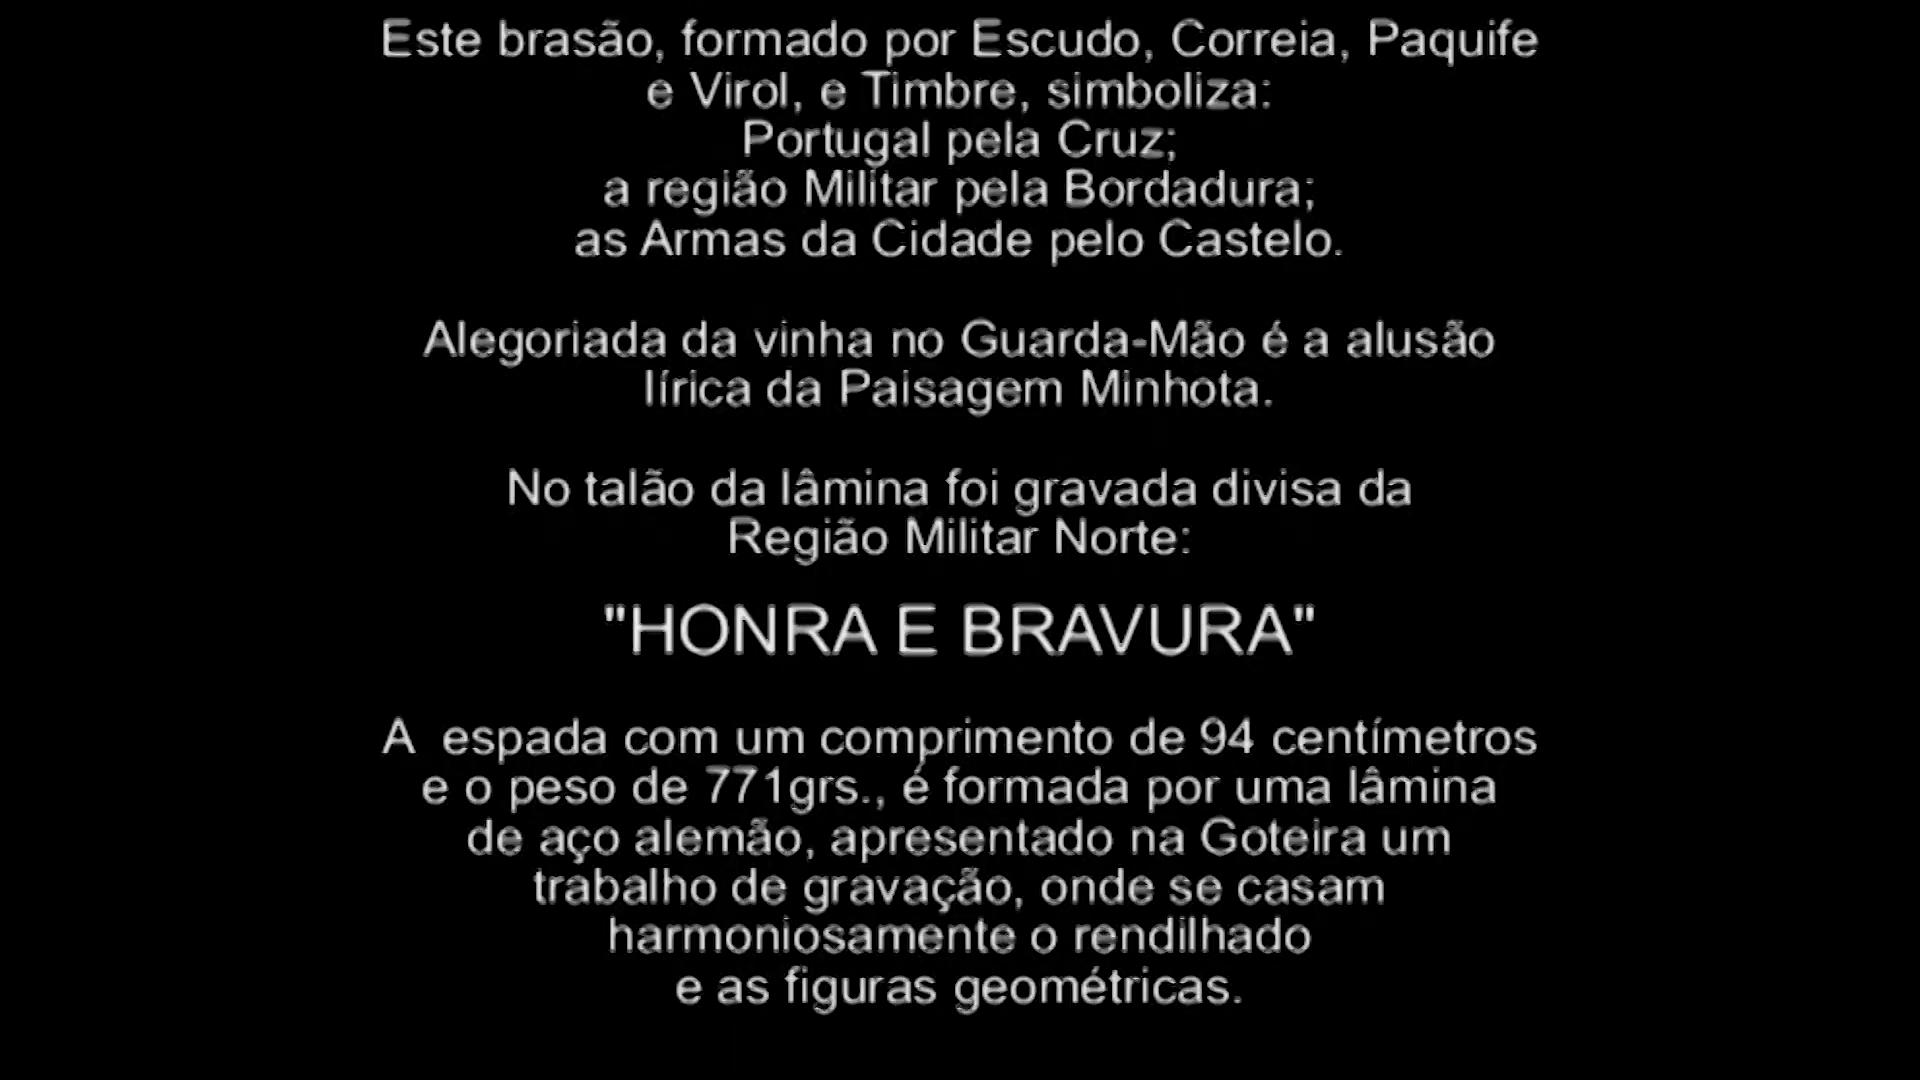 Este brasão, formado por Escudo, Correia, Paquife
e Virol, e Timbre, simboliza:
Portugal pela Cruz;
a região Militar pela Bordadura;
as Armas da Cidade pelo Castelo.
Alegoriada da vinha no Guarda-Mão é a alusão
lírica da Paisagem Minhota.
No talão da lâmina foi gravada divisa da
Região Militar Norte:
"HONRA E BRAVURA"
A  espada com um comprimento de 94 centímetros
e o peso de 771grs., é formada por uma lâmina
de aço alemão, apresentado na Goteira um
trabalho de gravação, onde se casam
harmoniosamente o rendilhado
e as figuras geométricas.